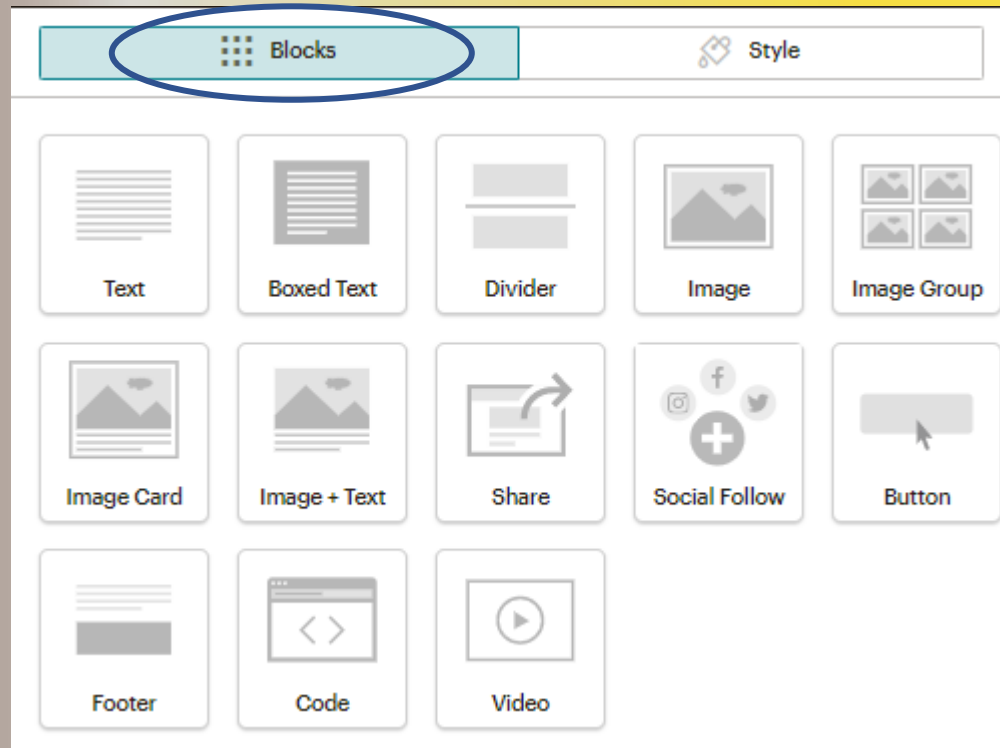 Blocks Style
Text Boxed Text Divider Image Image Group
Image Card Image + Text Share Social Follow Button
Footer Code Video